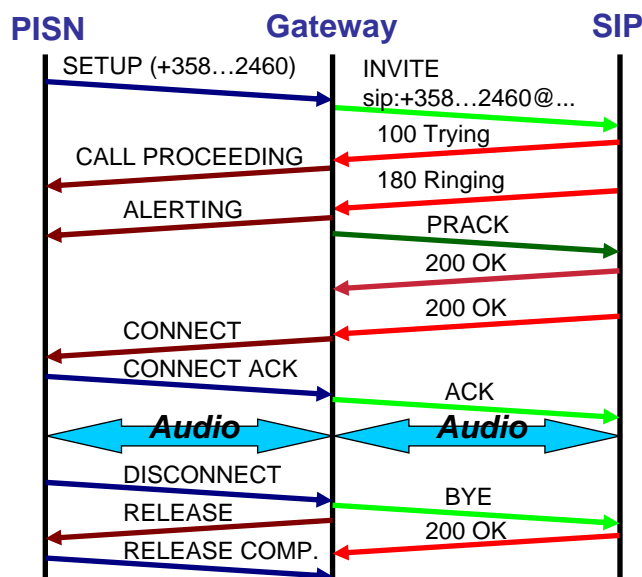 PISN Gateway SIP
SETUP (+358…2460)
INVITE
sip:+358…2460@...
100 Trying
CALL PROCEEDING
180 Ringing
ALERTING
PRACK
200 OK
200 OK
CONNECT
CONNECT ACK
ACK
Audio Audio
DISCONNECT
BYE
RELEASE
200 OK
RELEASE COMP.